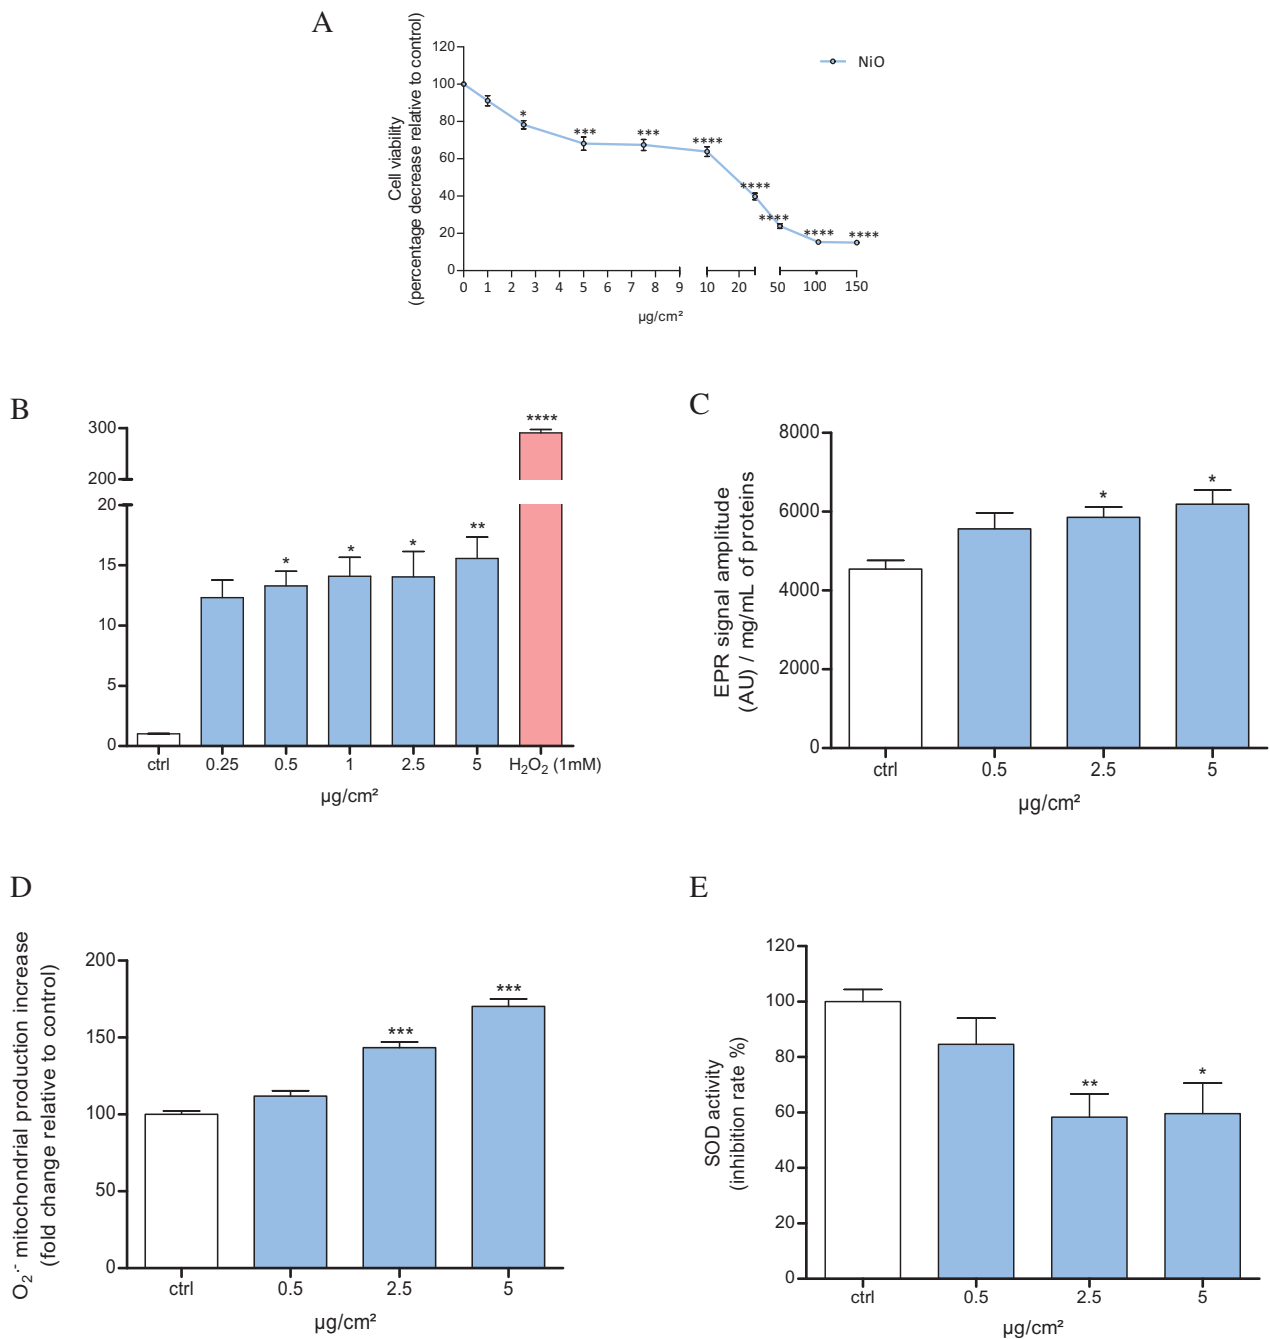 A
Cell viability
(percentage decrease relative to control)
120
100
80
60
40
20
0
NiO
*
***
***
****
****
****
****
****
0 1 2 3 4 5 6 7 8 9 10 20 50 100 150
µg/cm²
B
300
200
20
15
10
5
0
*
*
*
**
****
ctrl 0.25 0.5 1 2.5 5 H₂O₂ (1mM)
µg/cm²
C
EPR signal amplitude
(AU) / mg/mL of proteins
8000
6000
4000
2000
0
*
*
ctrl 0.5 2.5 5
µg/cm²
D
O₂˙⁻ mitochondrial production increase
(fold change relative to control)
200
150
100
50
0
***
***
ctrl 0.5 2.5 5
µg/cm²
E
SOD activity
(inhibition rate %)
120
100
80
60
40
20
0
**
*
ctrl 0.5 2.5 5
µg/cm²